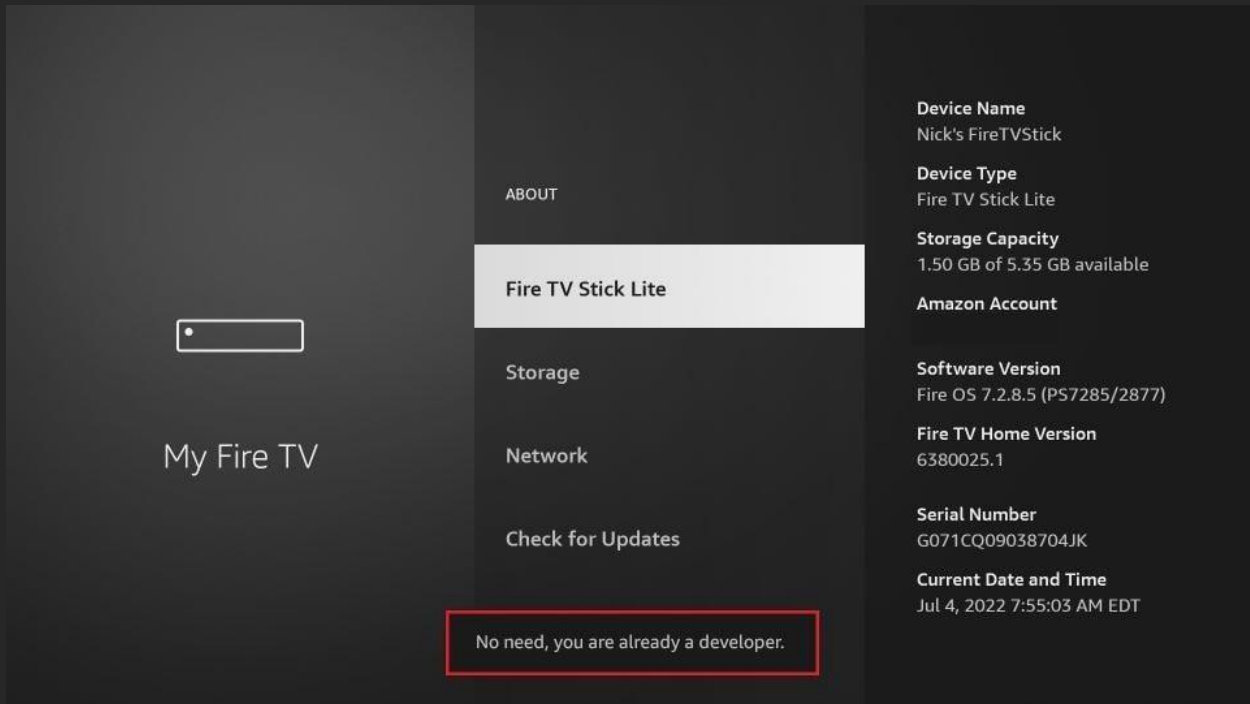 My Fire TV
ABOUT
Fire TV Stick Lite
Storage
Network
Check for Updates
No need, you are already a developer.
Device Name
Nick's FireTVStick
Device Type
Fire TV Stick Lite
Storage Capacity
1.50 GB of 5.35 GB available
Amazon Account
Software Version
Fire OS 7.2.8.5 (PS7285/2877)
Fire TV Home Version
6380025.1
Serial Number
G071CQ09038704JK
Current Date and Time
Jul 4, 2022 7:55:03 AM EDT